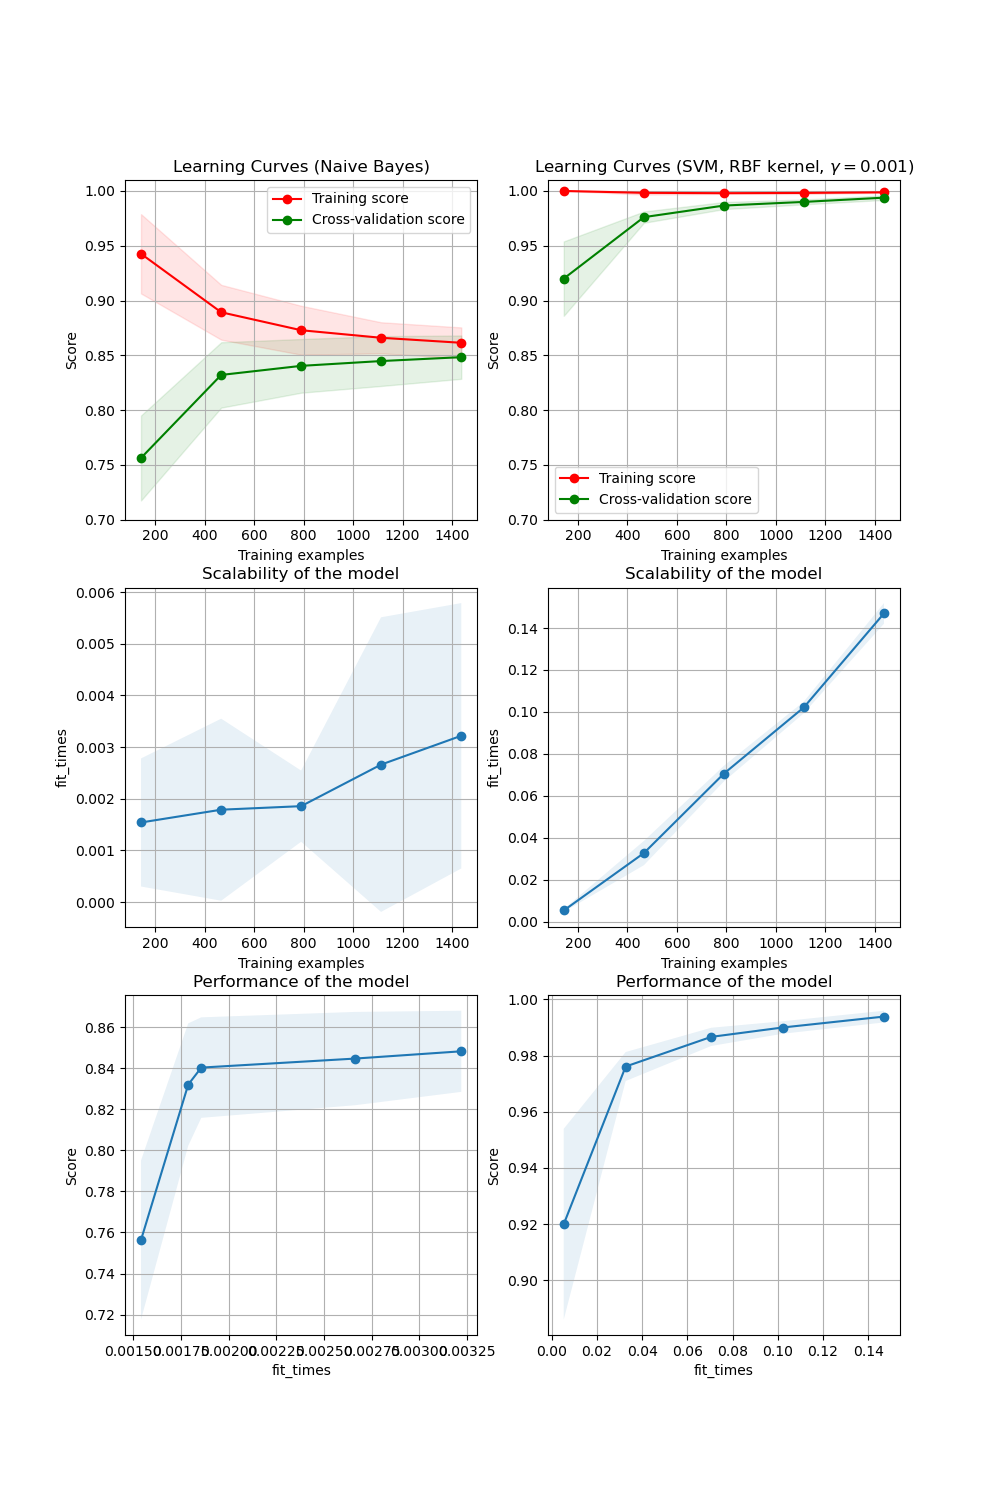 Learning Curves (Naive Bayes)
1.00
0.95
0.90
0.85
0.80
0.75
0.70
Score
Training score
Cross-validation score
200 400 600 800 1000 1200 1400
Training examples
Learning Curves (SVM, RBF kernel, γ = 0.001)
1.00
0.95
0.90
0.85
0.80
0.75
0.70
Score
Training score
Cross-validation score
200 400 600 800 1000 1200 1400
Training examples
Scalability of the model
0.006
0.005
0.004
0.003
0.002
0.001
0.000
fit_times
200 400 600 800 1000 1200 1400
Training examples
Scalability of the model
0.14
0.12
0.10
0.08
0.06
0.04
0.02
0.00
fit_times
200 400 600 800 1000 1200 1400
Training examples
Performance of the model
0.86
0.84
0.82
0.80
0.78
0.76
0.74
0.72
Score
0.00150 0.00175 0.00200 0.00225 0.00250 0.00275 0.00300 0.00325
fit_times
Performance of the model
1.00
0.98
0.96
0.94
0.92
0.90
Score
0.00 0.02 0.04 0.06 0.08 0.10 0.12 0.14
fit_times